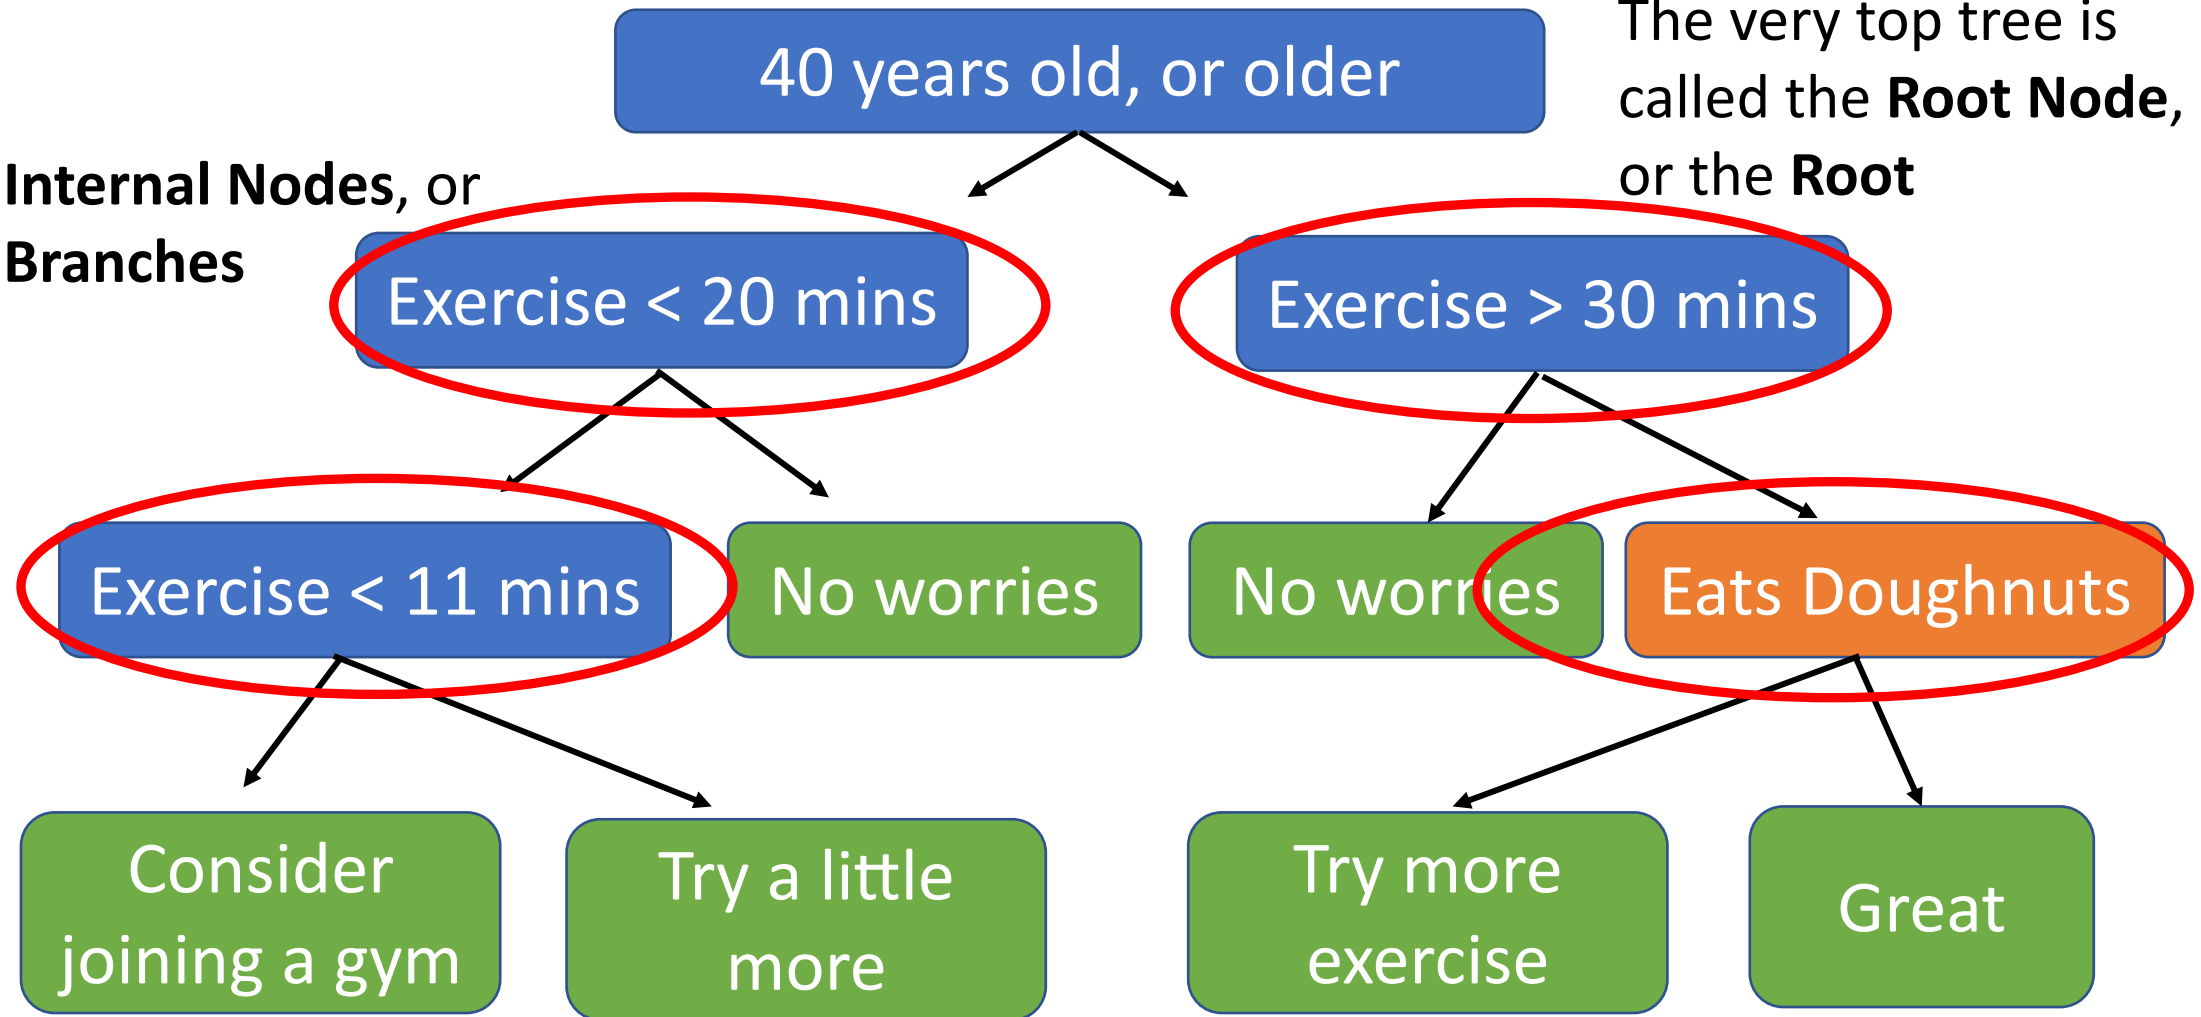 40 years old, or older
The very top tree is
called the Root Node,
or the Root
Internal Nodes, or
Branches
Exercise < 20 mins
Exercise > 30 mins
Exercise < 11 mins
No worries
No worries
Eats Doughnuts
Consider
joining a gym
Try a little
more
Try more
exercise
Great